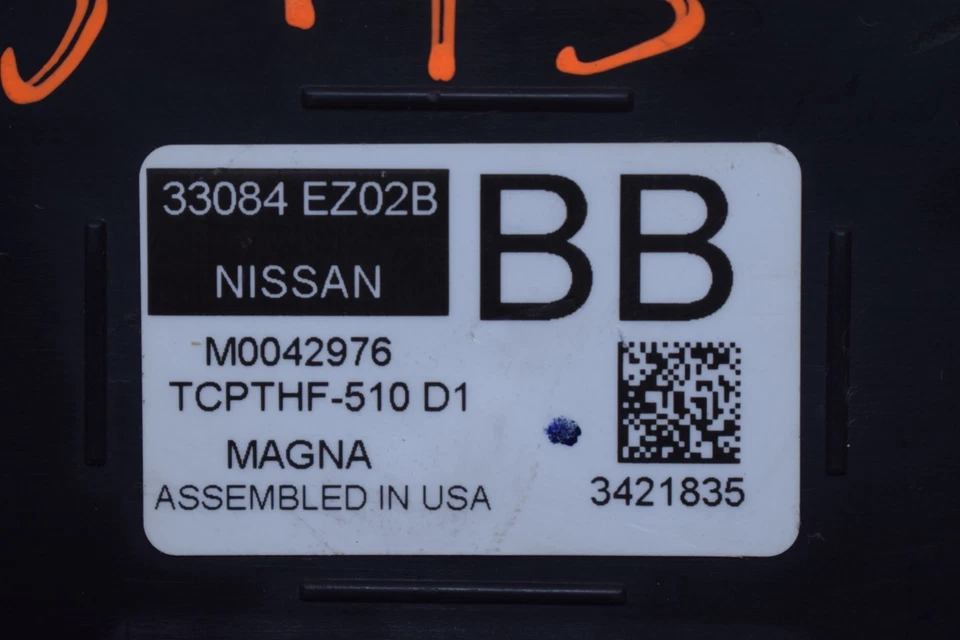 33084 EZ02B
NISSAN
BB
M0042976
TCPTHF-510 D1
MAGNA
ASSEMBLED IN USA
3421835